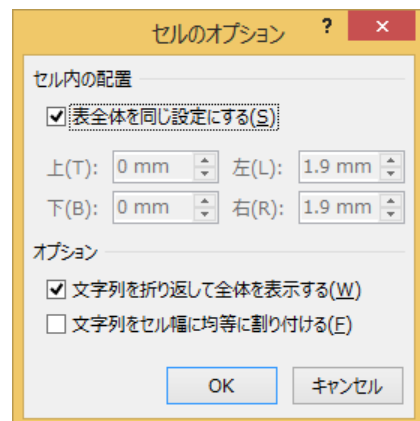 セルのオプション ? ×
セル内の配置
表全体を同じ設定にする(S)
上(T): 0 mm 左(L): 1.9 mm
下(B): 0 mm 右(R): 1.9 mm
オプション
文字列を折り返して全体を表示する(W)
文字列をセル幅に均等に割り付ける(F)
OK キャンセル